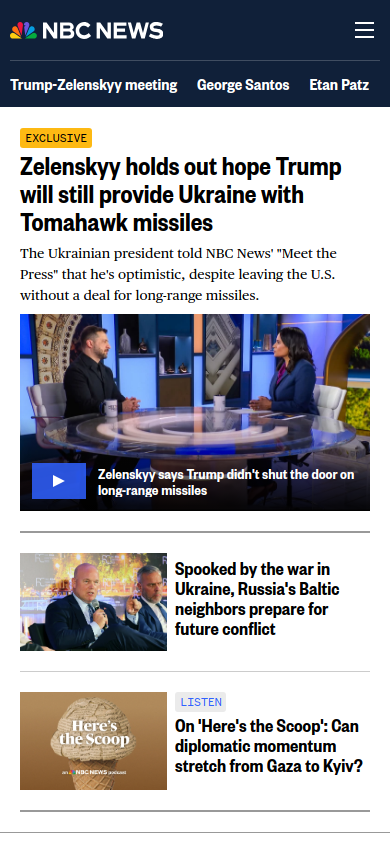 NBC NEWS
Trump-Zelenskyy meeting George Santos Etan Patz
EXCLUSIVE
Zelenskyy holds out hope Trump
will still provide Ukraine with
Tomahawk missiles
The Ukrainian president told NBC News' "Meet the
Press" that he's optimistic, despite leaving the U.S.
without a deal for long-range missiles.
Zelenskyy says Trump didn't shut the door on
long-range missiles
Spooked by the war in
Ukraine, Russia's Baltic
neighbors prepare for
future conflict
LISTEN
On 'Here's the Scoop': Can
diplomatic momentum
stretch from Gaza to Kyiv?
Here's
the Scoop
NBC NEWS podcast